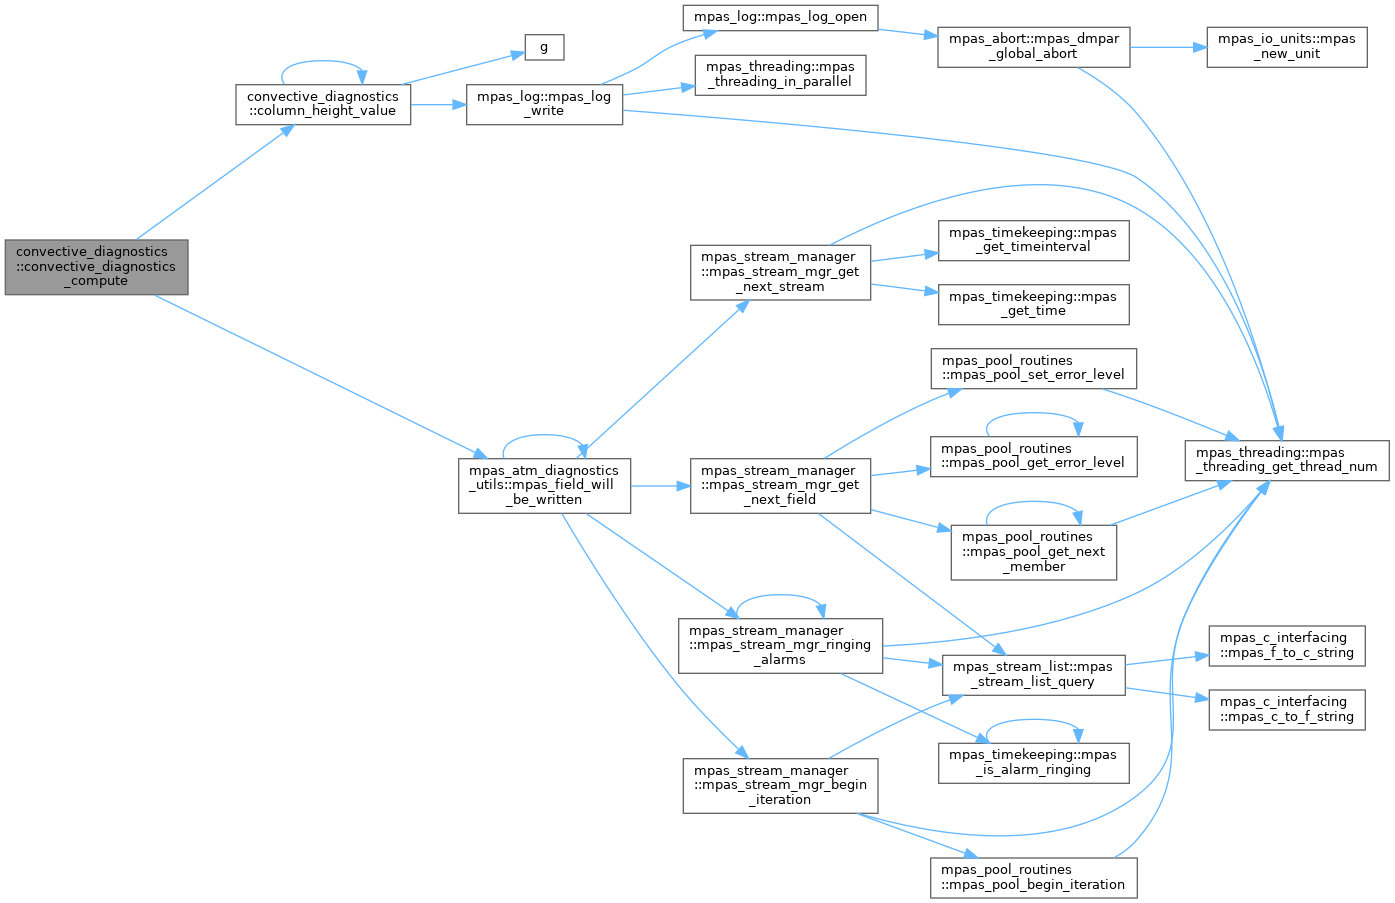 mpas_log::mpas_log_open
g
mpas_abort::mpas_dmpar
_global_abort
mpas_io_units::mpas
_new_unit
mpas_threading::mpas
_threading_in_parallel
convective_diagnostics
::column_height_value
mpas_log::mpas_log
_write
convective_diagnostics
::convective_diagnostics
_compute
mpas_stream_manager
::mpas_stream_mgr_get
_next_stream
mpas_timekeeping::mpas
_get_timeinterval
mpas_timekeeping::mpas
_get_time
mpas_pool_routines
::mpas_pool_set_error_level
mpas_pool_routines
::mpas_pool_get_error_level
mpas_threading::mpas
_threading_get_thread_num
mpas_atm_diagnostics
_utils::mpas_field_will
_be_written
mpas_stream_manager
::mpas_stream_mgr_get
_next_field
mpas_pool_routines
::mpas_pool_get_next
_member
mpas_stream_manager
::mpas_stream_mgr_ringing
_alarms
mpas_stream_list::mpas
_stream_list_query
mpas_c_interfacing
::mpas_f_to_c_string
mpas_c_interfacing
::mpas_c_to_f_string
mpas_timekeeping::mpas
_is_alarm_ringing
mpas_stream_manager
::mpas_stream_mgr_begin
_iteration
mpas_pool_routines
::mpas_pool_begin_iteration